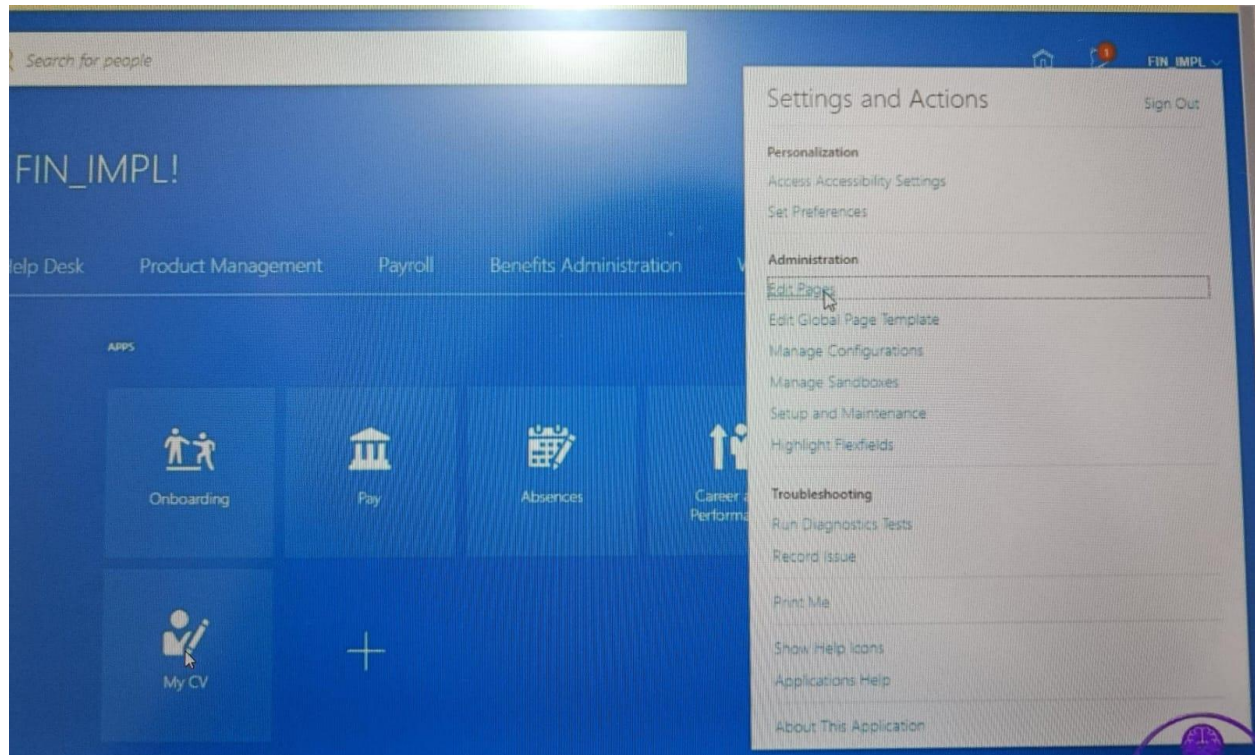 Search for people
1
FIN_IMPL
FIN_IMPL!
Help Desk
Product Management
Payroll
Benefits Administration
APPS
Onboarding
Pay
Absences
Career
My CV
Settings and Actions
Sign Out
Personalization
Access Accessibility Settings
Set Preferences
Administration
Edit Pages
Edit Global Page Template
Manage Configurations
Manage Sandboxes
Setup and Maintenance
Highlight Flexfields
Troubleshooting
Run Diagnostics Tests
Record Issue
Print Me
Show Help Icons
Applications Help
About This Application